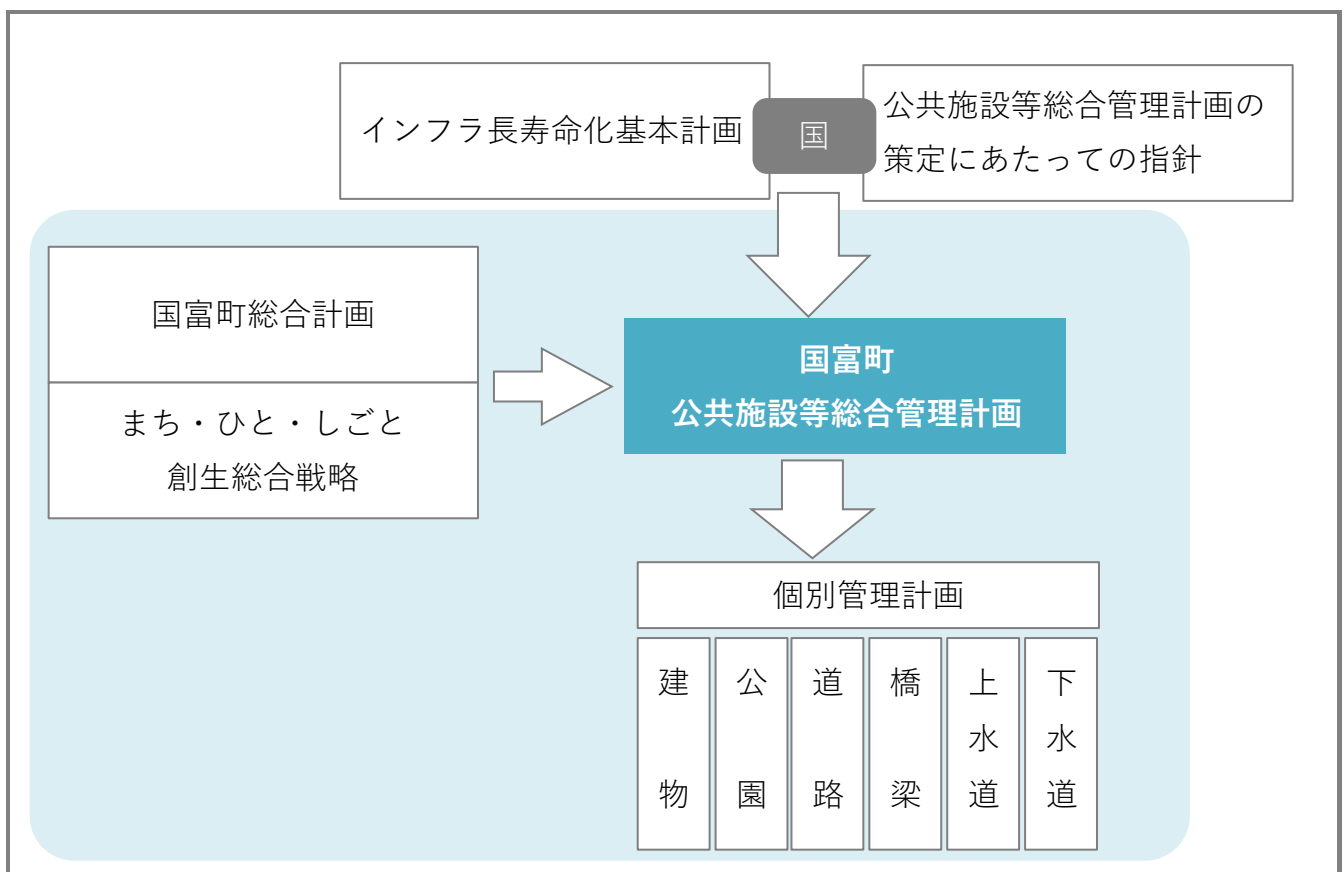 インフラ長寿命化基本計画
国
公共施設等総合管理計画の
策定にあたっての指針
国富町総合計画
まち・ひと・しごと
創生総合戦略
国富町
公共施設等総合管理計画
個別管理計画
建物
公園
道路
橋梁
上水道
下水道